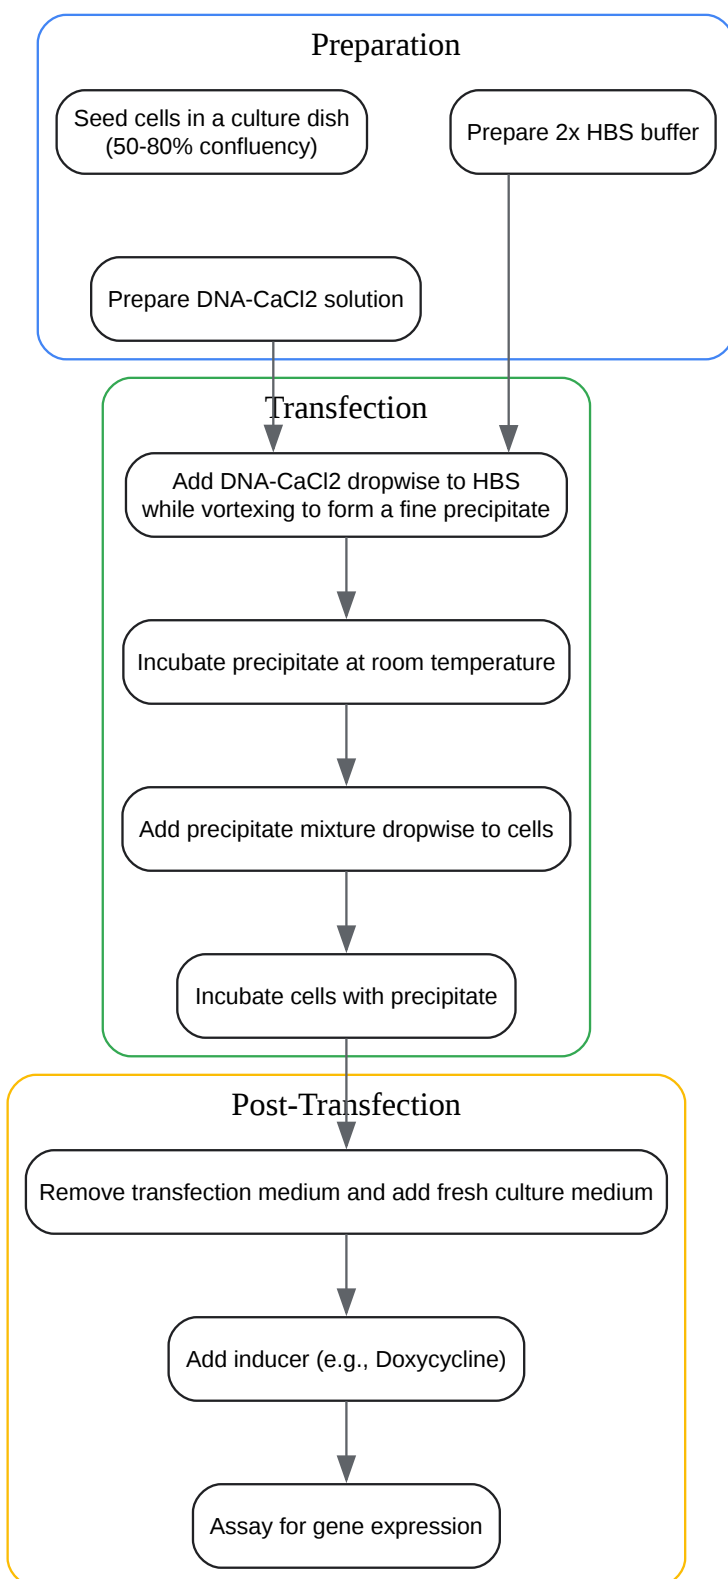 Preparation
Seed cells in a culture dish
(50-80% confluency)
Prepare 2x HBS buffer
Prepare DNA-CaCl2 solution
Transfection
Add DNA-CaCl2 dropwise to HBS
while vortexing to form a fine precipitate
Incubate precipitate at room temperature
Add precipitate mixture dropwise to cells
Incubate cells with precipitate
Post-Transfection
Remove transfection medium and add fresh culture medium
Add inducer (e.g., Doxycycline)
Assay for gene expression